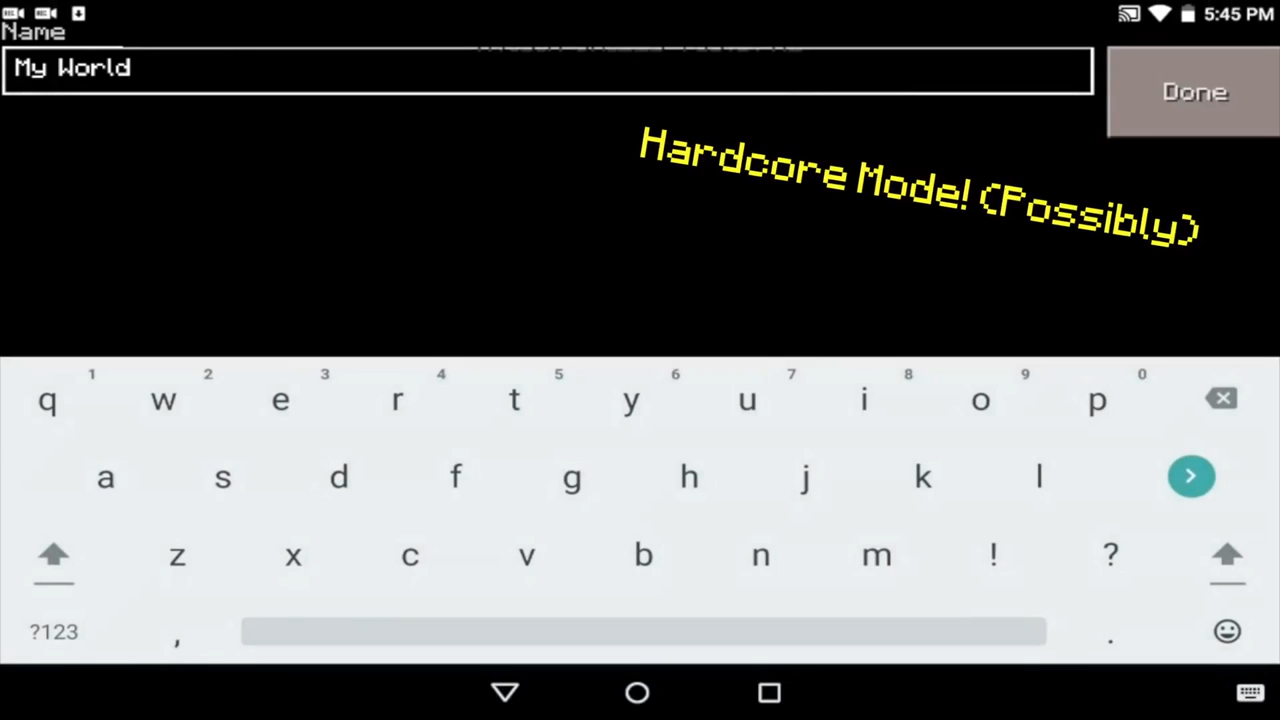 5:45 PM
Name
My World
Done
Hardcore Mode! (Possibly)
1 2 3 4 5 6 7 8 9 0
q w e r t y u i o p
a s d f g h j k l
z x c v b n m ! ?
?123 , .